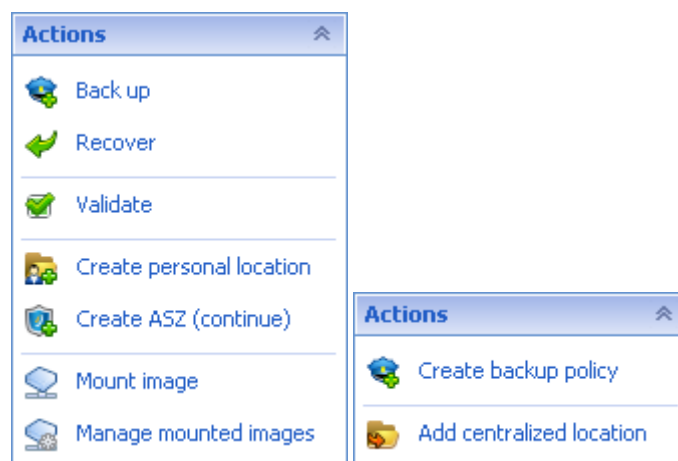 Actions
Back up
Recover
Validate
Create personal location
Create ASZ (continue)
Mount image
Manage mounted images
Actions
Create backup policy
Add centralized location